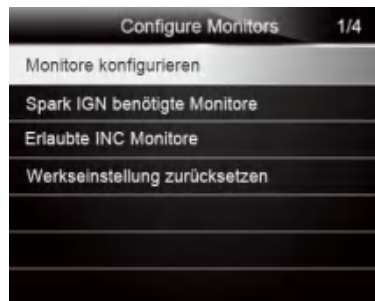 Configure Monitors 1/4
Monitore konfigurieren
Spark IGN benötigte Monitore
Erlaubte INC Monitore
Werkseinstellung zurücksetzen